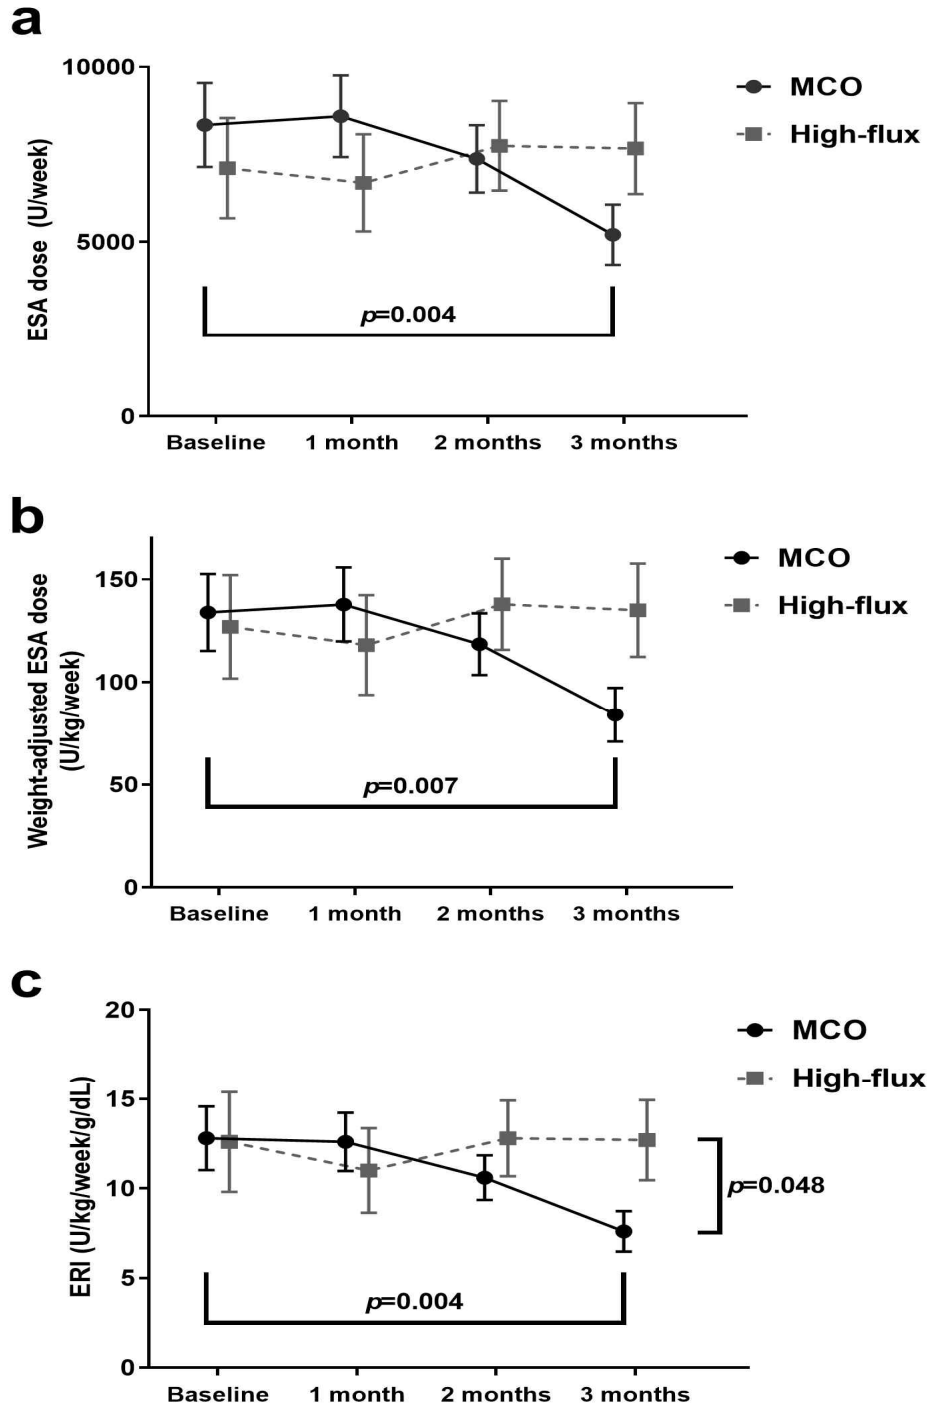 a
10000
5000
0
ESA dose (U/week)
MCO
High-flux
p=0.004
Baseline 1 month 2 months 3 months
b
150
100
50
0
Weight-adjusted ESA dose
(U/kg/week)
MCO
High-flux
p=0.007
Baseline 1 month 2 months 3 months
c
20
15
10
5
0
ERI (U/kg/week/g/dL)
MCO
High-flux
p=0.048
p=0.004
Baseline 1 month 2 months 3 months